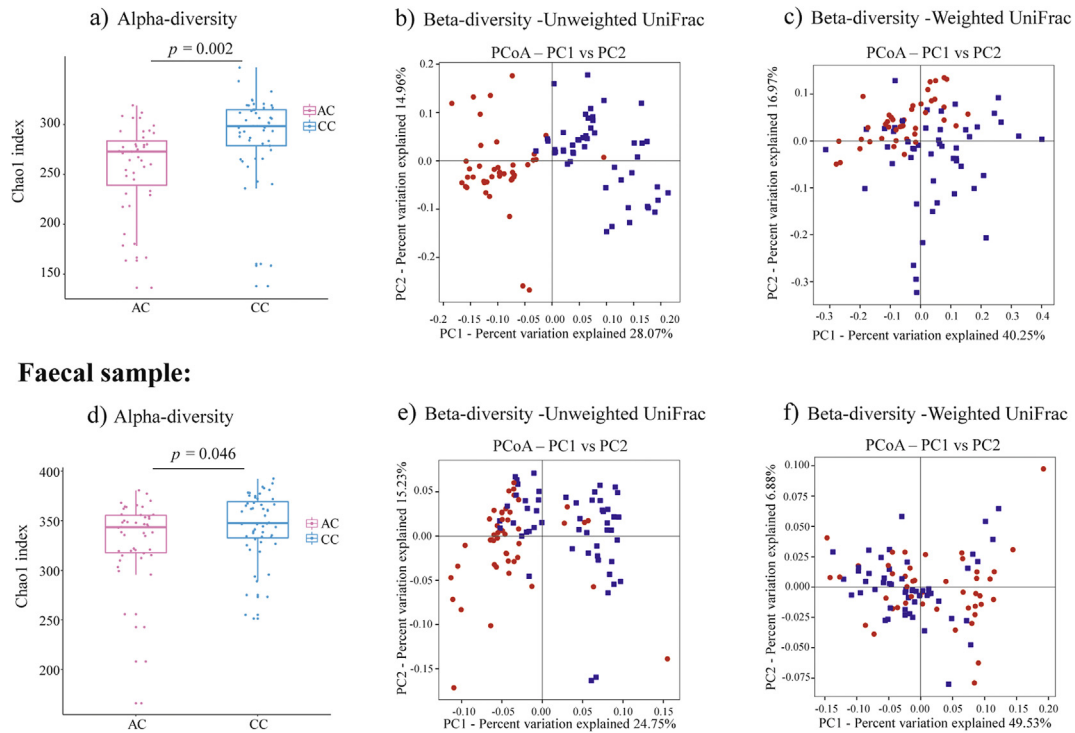 a) Alpha-diversity
p = 0.002
Chao1 index
300
250
200
150
AC
CC
AC
CC
b) Beta-diversity -Unweighted UniFrac
PCoA – PC1 vs PC2
PC2 - Percent variation explained 14.96%
0.2
0.1
0.0
-0.1
-0.2
-0.2 -0.15 -0.10 -0.05 0.00 0.05 0.10 0.15 0.20
PC1 - Percent variation explained 28.07%
c) Beta-diversity -Weighted UniFrac
PCoA – PC1 vs PC2
PC2 - Percent variation explained 16.97%
0.2
0.1
0.0
-0.1
-0.2
-0.3
-0.3 -0.2 -0.1 0.0 0.1 0.2 0.3 0.4
PC1 - Percent variation explained 40.25%
Faecal sample:
d) Alpha-diversity
p = 0.046
Chao1 index
400
350
300
250
200
AC
CC
AC
CC
e) Beta-diversity -Unweighted UniFrac
PCoA – PC1 vs PC2
PC2 - Percent variation explained 15.23%
0.05
0.00
-0.05
-0.10
-0.15
-0.10 -0.05 0.00 0.05 0.10 0.15
PC1 - Percent variation explained 24.75%
f) Beta-diversity -Weighted UniFrac
PCoA – PC1 vs PC2
PC2 - Percent variation explained 6.88%
0.100
0.075
0.050
0.025
0.000
-0.025
-0.050
-0.075
-0.15 -0.10 -0.05 0.00 0.05 0.10 0.15 0.20
PC1 - Percent variation explained 49.53%